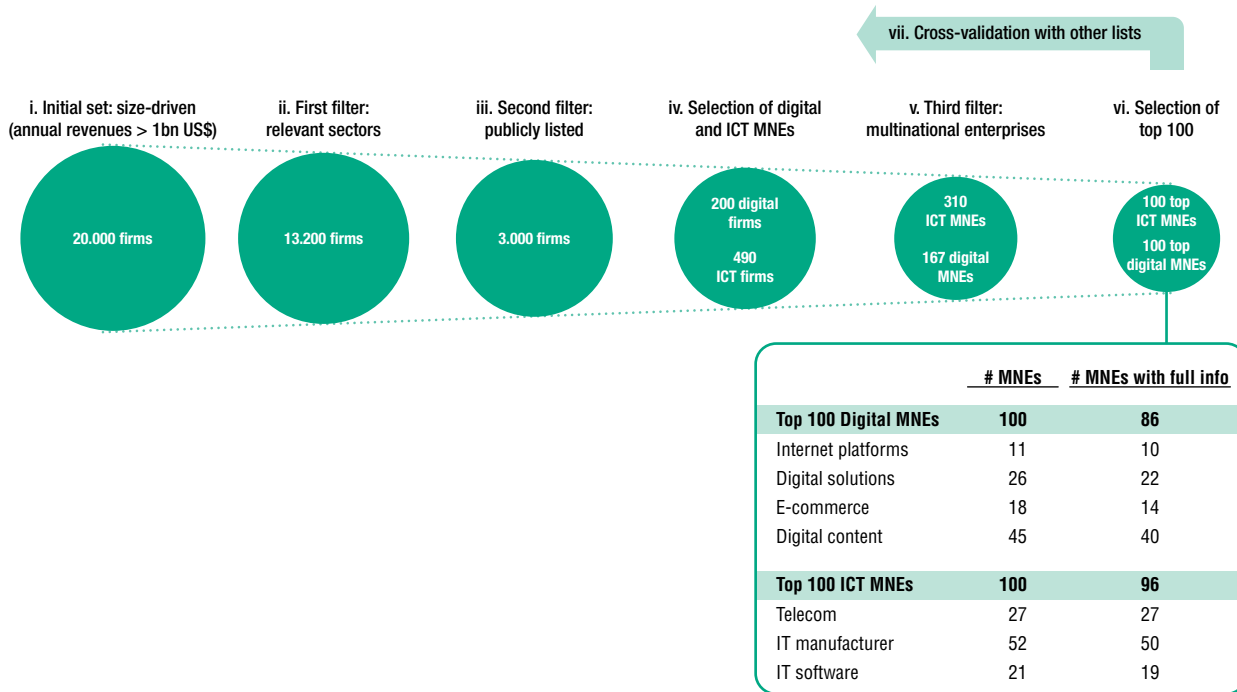 vii. Cross-validation with other lists
i. Initial set: size-driven
(annual revenues > 1bn US$)
ii. First filter:
relevant sectors
iii. Second filter:
publicly listed
iv. Selection of digital
and ICT MNEs
v. Third filter:
multinational enterprises
vi. Selection of
top 100
20.000 firms
13.200 firms
3.000 firms
200 digital
firms
490
ICT firms
310
ICT MNEs
167 digital
MNEs
100 top
ICT MNEs
100 top
digital MNEs
# MNEs # MNEs with full info
Top 100 Digital MNEs 100 86
Internet platforms 11 10
Digital solutions 26 22
E-commerce 18 14
Digital content 45 40
Top 100 ICT MNEs 100 96
Telecom 27 27
IT manufacturer 52 50
IT software 21 19